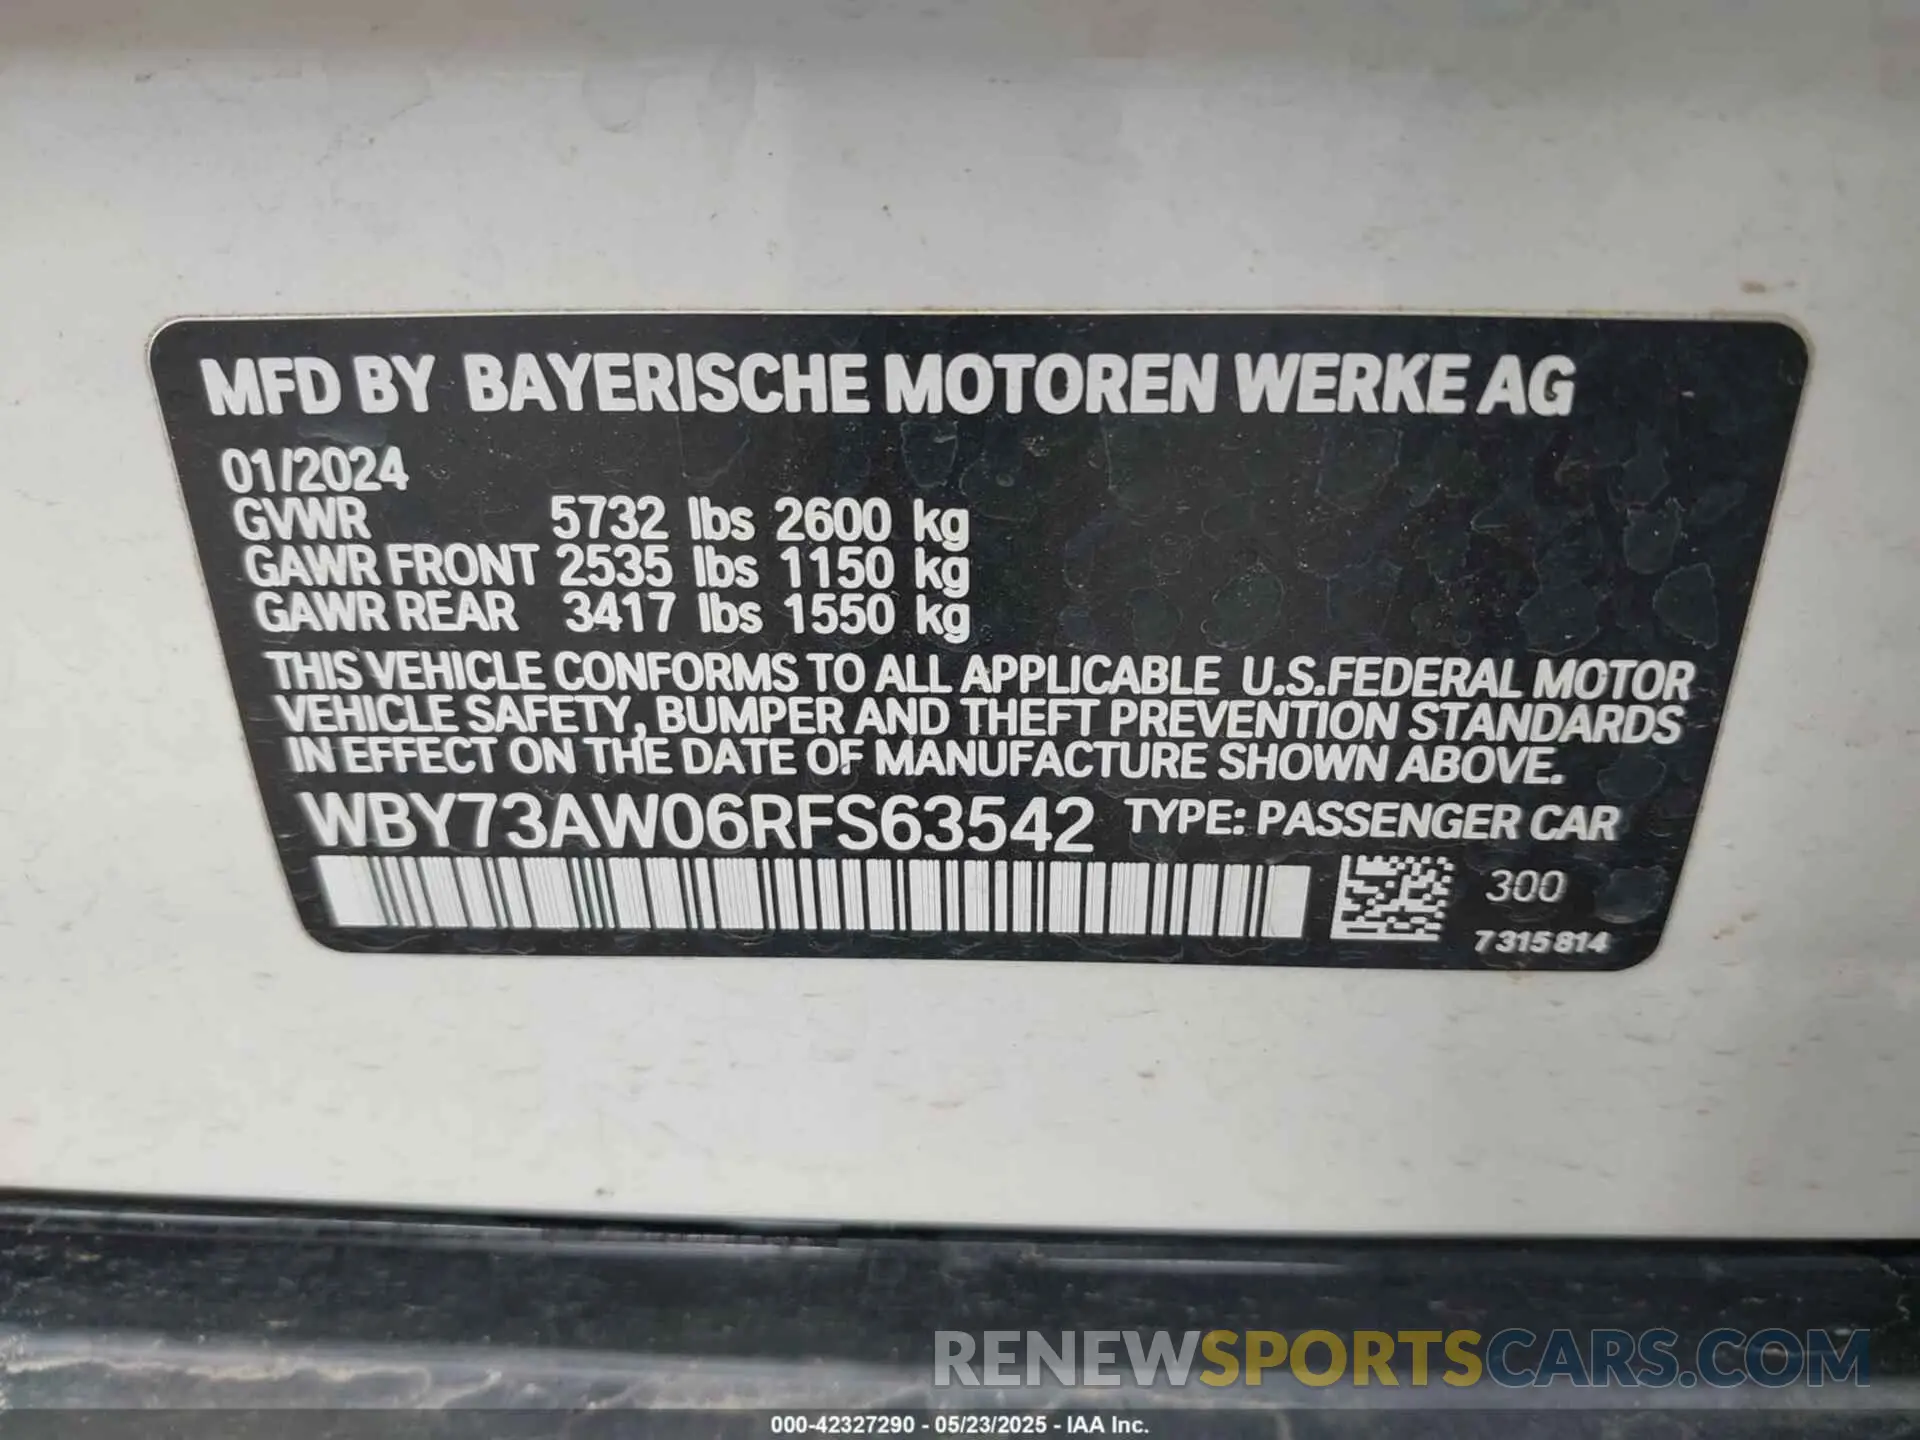 MFD BY BAYERISCHE MOTOREN WERKE AG
01/2024
GVWR 5732 lbs 2600 kg
GAWR FRONT 2535 lbs 1150 kg
GAWR REAR 3417 lbs 1550 kg
THIS VEHICLE CONFORMS TO ALL APPLICABLE U.S.FEDERAL MOTOR
VEHICLE SAFETY, BUMPER AND THEFT PREVENTION STANDARDS
IN EFFECT ON THE DATE OF MANUFACTURE SHOWN ABOVE.
WBY73AW06RFS63542 TYPE: PASSENGER CAR
300
7315814
RENEWSPORTSCARS.COM
000-42327290 - 05/23/2025 - IAA Inc.